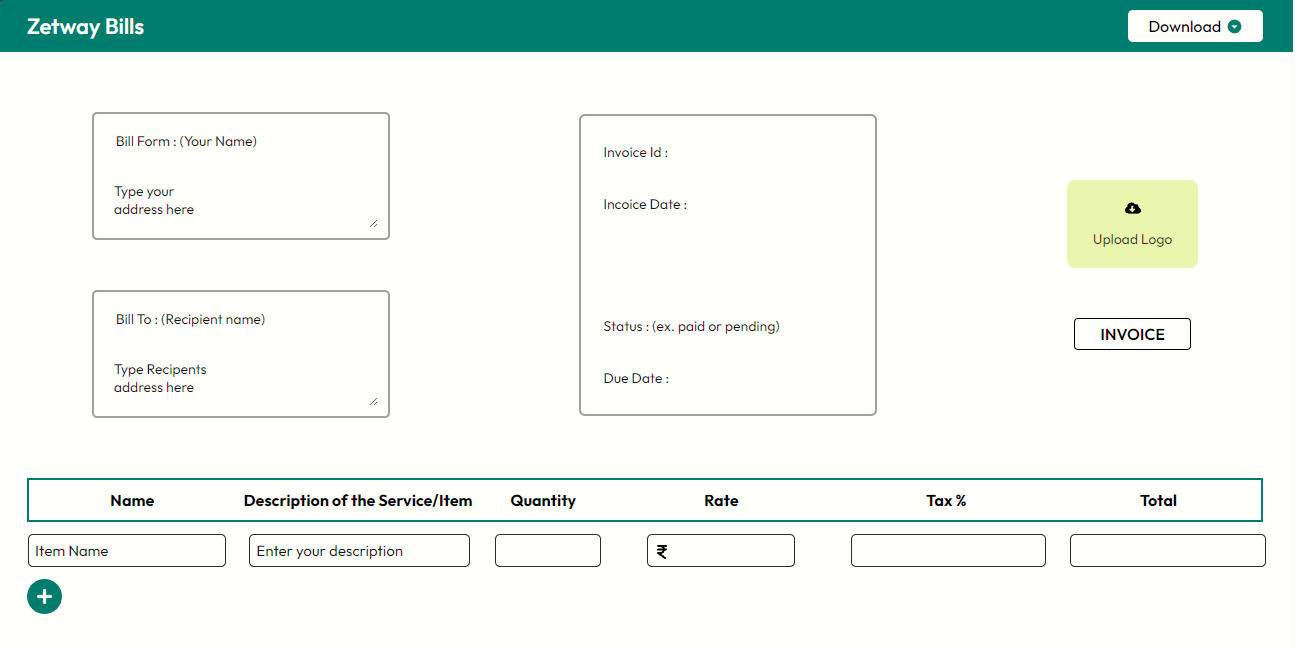 Zetway Bills
Download
Bill Form : (Your Name)
Type your
address here
Bill To : (Recipient name)
Type Recipents
address here
Invoice Id :
Incoice Date :
Status : (ex. paid or pending)
Due Date :
Upload Logo
INVOICE
Name Description of the Service/Item Quantity Rate Tax % Total
Item Name Enter your description ₹